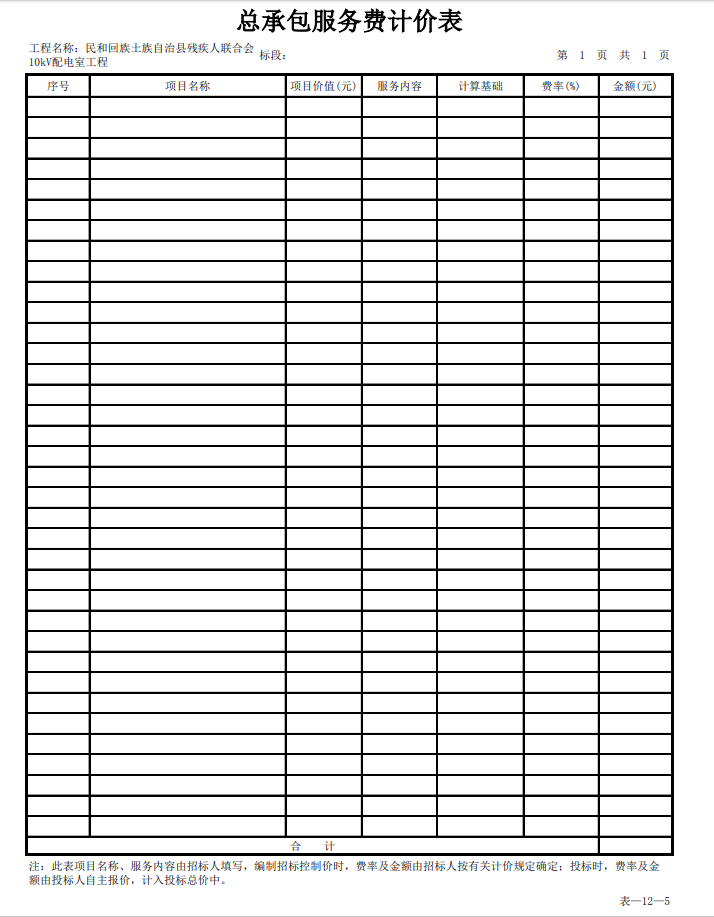 总承包服务费计价表
工程名称：民和回族土族自治县残疾人联合会
10kV配电室工程
标段：
第 1 页 共 1 页
序号 项目名称 项目价值(元) 服务内容 计算基础 费率(%) 金额(元)
合 计
注：此表项目名称、服务内容由招标人填写，编制招标控制价时，费率及金额由招标人按有关计价规定确定；投标时，费率及金
额由投标人自主报价，计入投标总价中。
表—12—5